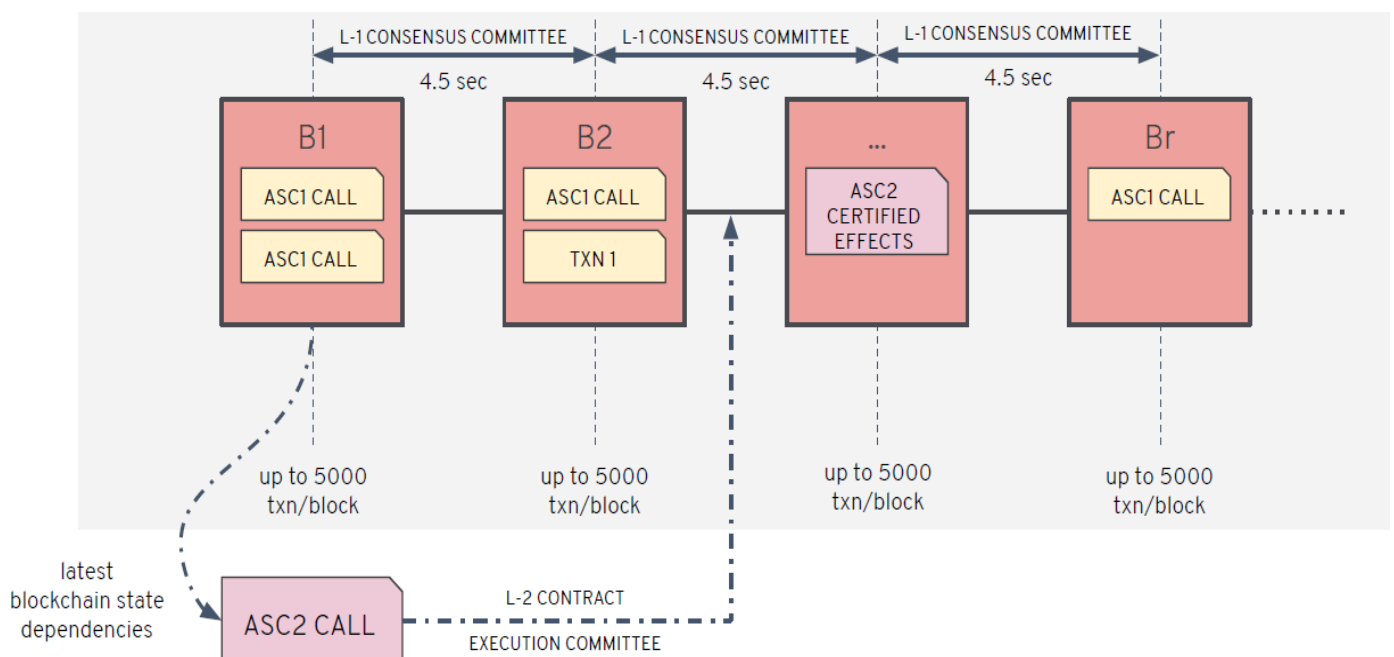 L-1 CONSENSUS COMMITTEE
L-1 CONSENSUS COMMITTEE
L-1 CONSENSUS COMMITTEE
4.5 sec
4.5 sec
4.5 sec
B1
ASC1 CALL
ASC1 CALL
B2
ASC1 CALL
TXN 1
...
ASC2
CERTIFIED
EFFECTS
Br
ASC1 CALL
up to 5000
txn/block
up to 5000
txn/block
up to 5000
txn/block
up to 5000
txn/block
latest
blockchain state
dependencies
ASC2 CALL
L-2 CONTRACT
EXECUTION COMMITTEE